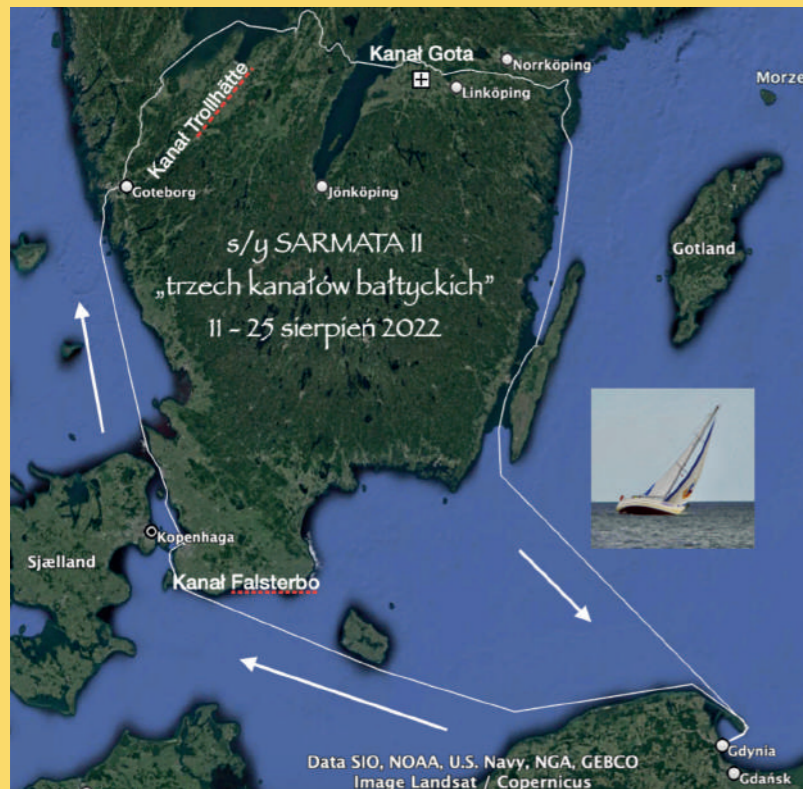 Kanał Gota
Norrköping
Linköping
Morze
Kanał Trollhätte
Goteborg
Jönköping
Gotland
s/y SARMATA II
„trzech kanałów bałtyckich”
11 - 25 sierpień 2022
Kopenhaga
Sjælland
Kanał Falsterbo
Gdynia
Data SIO, NOAA, U.S. Navy, NGA, GEBCO
Image Landsat / Copernicus
Gdańsk